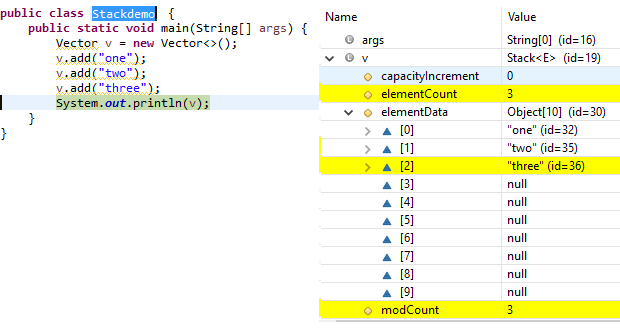 public class Stackdemo {
public static void main(String[] args) {
Vector v = new Vector<>();
v.add("one");
v.add("two");
v.add("three");
System.out.println(v);
}
}
Name Value
args String[0] (id=16)
v Stack<E> (id=19)
capacityIncrement 0
elementCount 3
elementData Object[10] (id=30)
[0] "one" (id=32)
[1] "two" (id=35)
[2] "three" (id=36)
[3] null
[4] null
[5] null
[6] null
[7] null
[8] null
[9] null
modCount 3